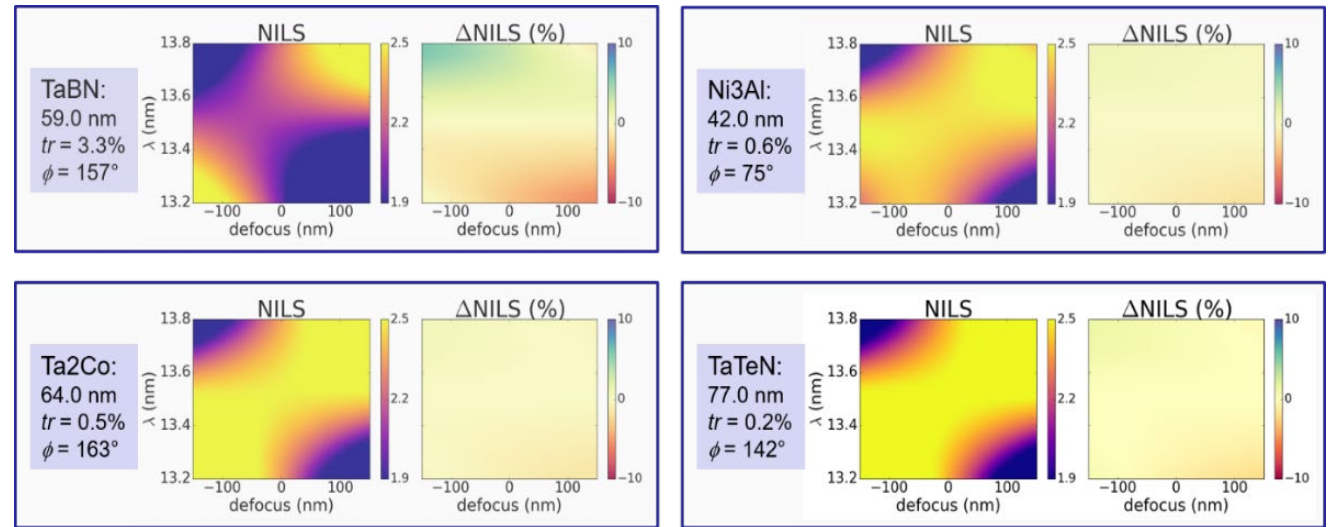 NILS
ΔNILS (%)
TaBN:
59.0 nm
tr = 3.3%
ϕ = 157°
λ (nm)
13.8
13.6
13.4
13.2
−100 0 100
defocus (nm)
2.5
2.2
1.9
−100 0 100
defocus (nm)
10
0
−10
NILS
ΔNILS (%)
Ni3Al:
42.0 nm
tr = 0.6%
ϕ = 75°
λ (nm)
13.8
13.6
13.4
13.2
−100 0 100
defocus (nm)
2.5
2.2
1.9
−100 0 100
defocus (nm)
10
0
−10
NILS
ΔNILS (%)
Ta2Co:
64.0 nm
tr = 0.5%
ϕ = 163°
λ (nm)
13.8
13.6
13.4
13.2
−100 0 100
defocus (nm)
2.5
2.2
1.9
−100 0 100
defocus (nm)
10
0
−10
NILS
ΔNILS (%)
TaTeN:
77.0 nm
tr = 0.2%
ϕ = 142°
λ (nm)
13.8
13.6
13.4
13.2
−100 0 100
defocus (nm)
2.5
2.2
1.9
−100 0 100
defocus (nm)
10
0
−10